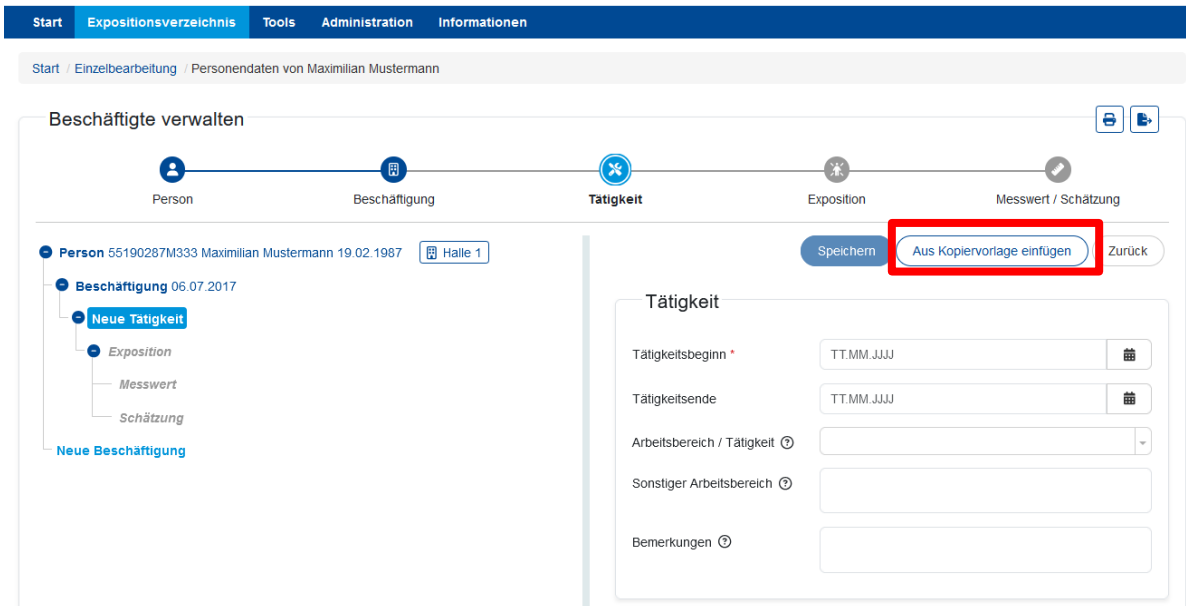 Start Expositionsverzeichnis Tools Administration Informationen
Start / Einzelbearbeitung / Personendaten von Maximilian Mustermann
Beschäftigte verwalten
Person Beschäftigung Tätigkeit Exposition Messwert / Schätzung
Person 55190287M333 Maximilian Mustermann 19.02.1987 Halle 1
Beschäftigung 06.07.2017
Neue Tätigkeit
Exposition
Messwert
Schätzung
Neue Beschäftigung
Speichern Aus Kopiervorlage einfügen Zurück
Tätigkeit
Tätigkeitsbeginn * TT.MM.JJJJ
Tätigkeitsende TT.MM.JJJJ
Arbeitsbereich / Tätigkeit ?
Sonstiger Arbeitsbereich ?
Bemerkungen ?